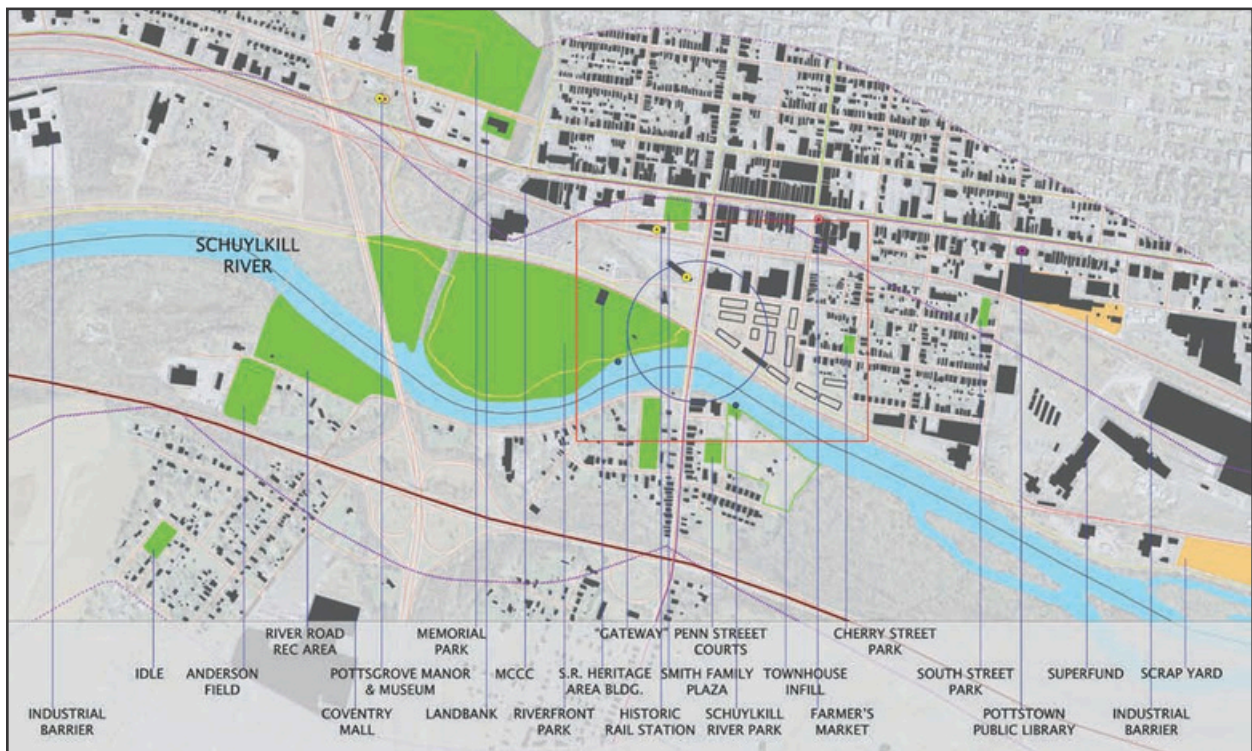 SCHUYLKILL
RIVER
RIVER ROAD
REC AREA
MEMORIAL
PARK
"GATEWAY"
PENN STREEET
COURTS
CHERRY STREET
PARK
IDLE
ANDERSON
FIELD
POTTSGROVE MANOR
& MUSEUM
MCCC
S.R. HERITAGE
AREA BLDG.
SMITH FAMILY
PLAZA
TOWNHOUSE
INFILL
SOUTH STREET
PARK
SUPERFUND
SCRAP YARD
INDUSTRIAL
BARRIER
COVENTRY
MALL
LANDBANK
RIVERFRONT
PARK
HISTORIC
RAIL STATION
SCHUYLKILL
RIVER PARK
FARMER'S
MARKET
POTTSTOWN
PUBLIC LIBRARY
INDUSTRIAL
BARRIER